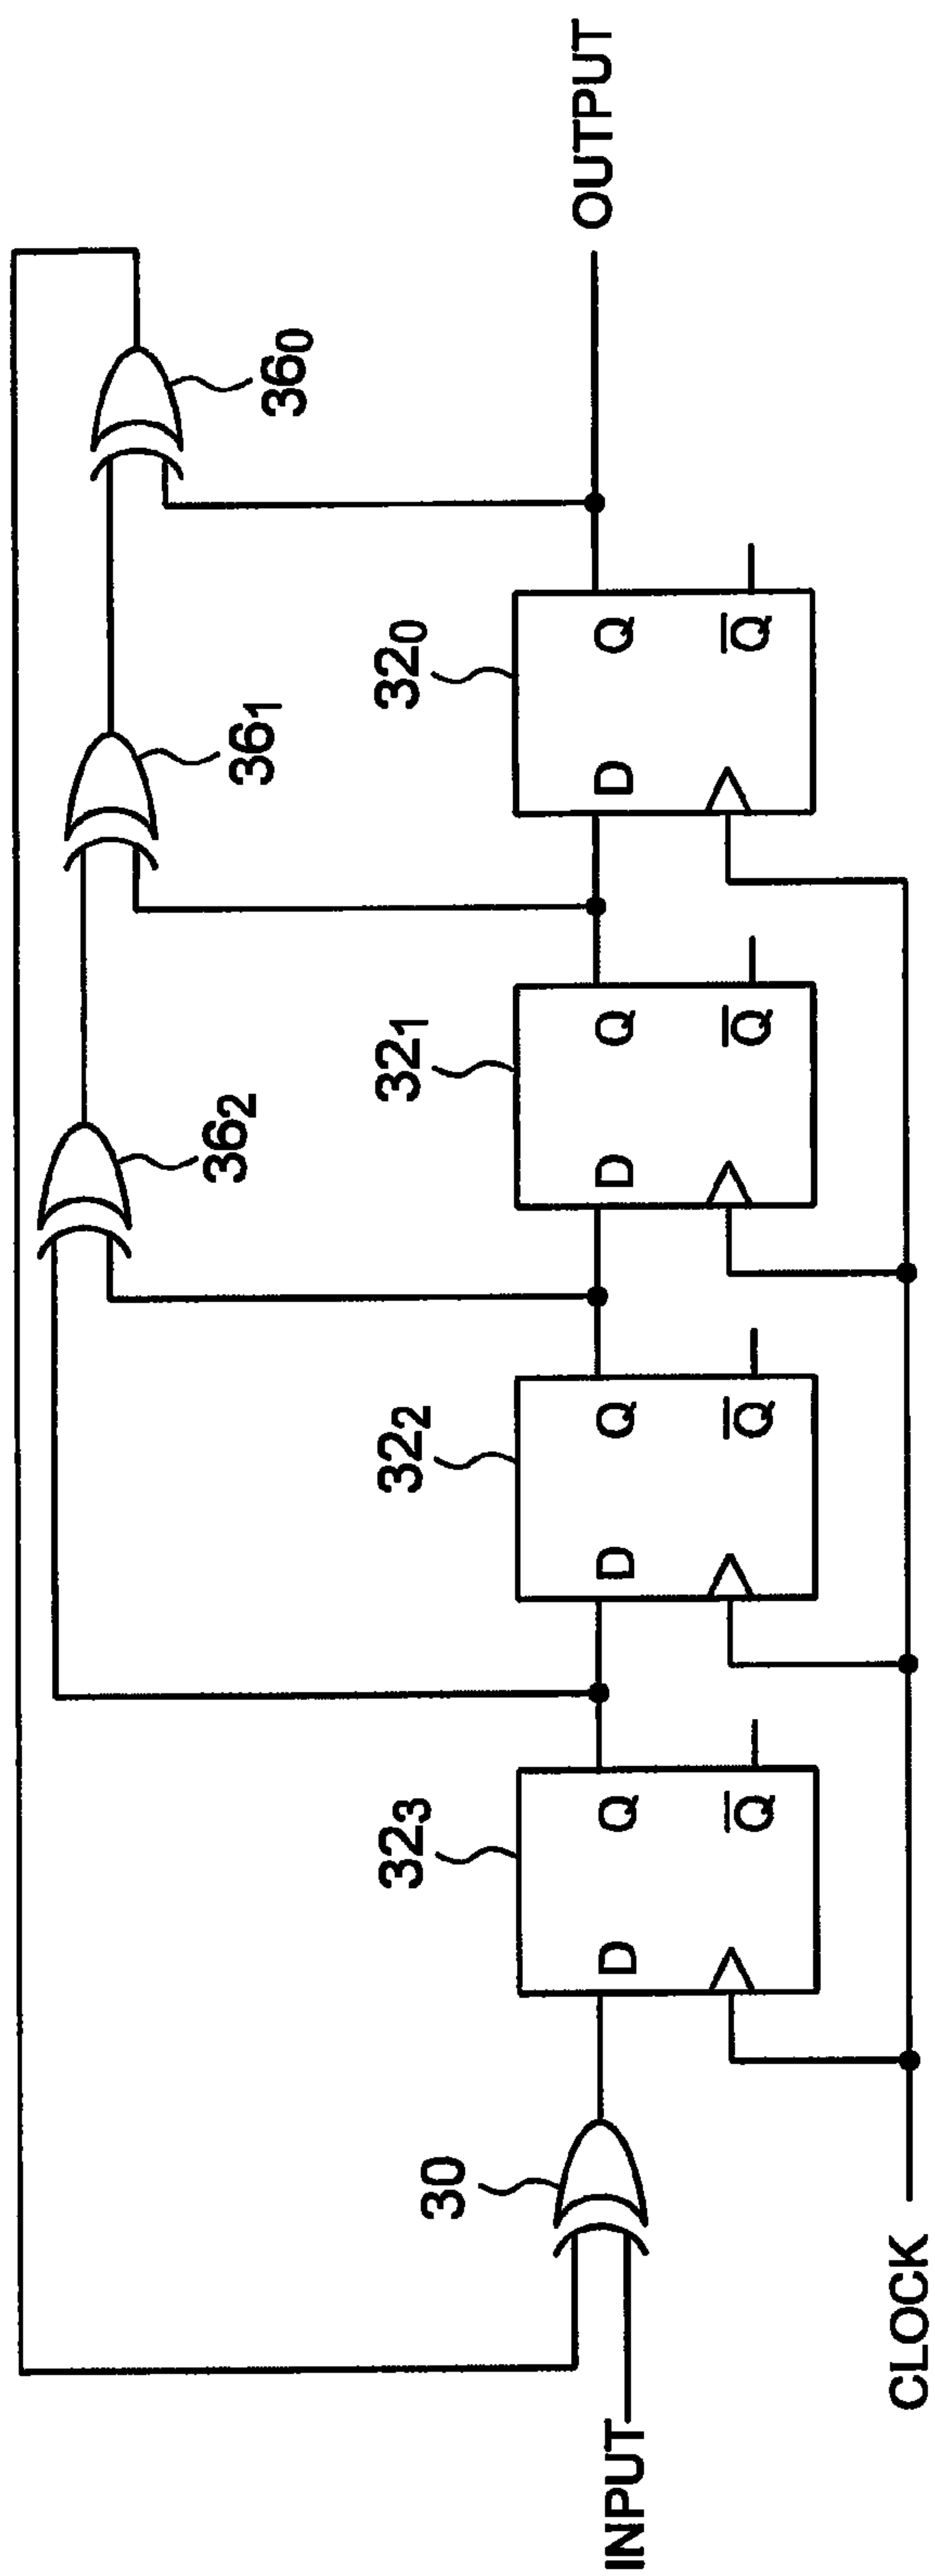 36₀
36₁
36₂
OUTPUT
32₃
32₂
32₁
32₀
D Q
Q̅
D Q
Q̅
D Q
Q̅
D Q
Q̅
30
INPUT
CLOCK